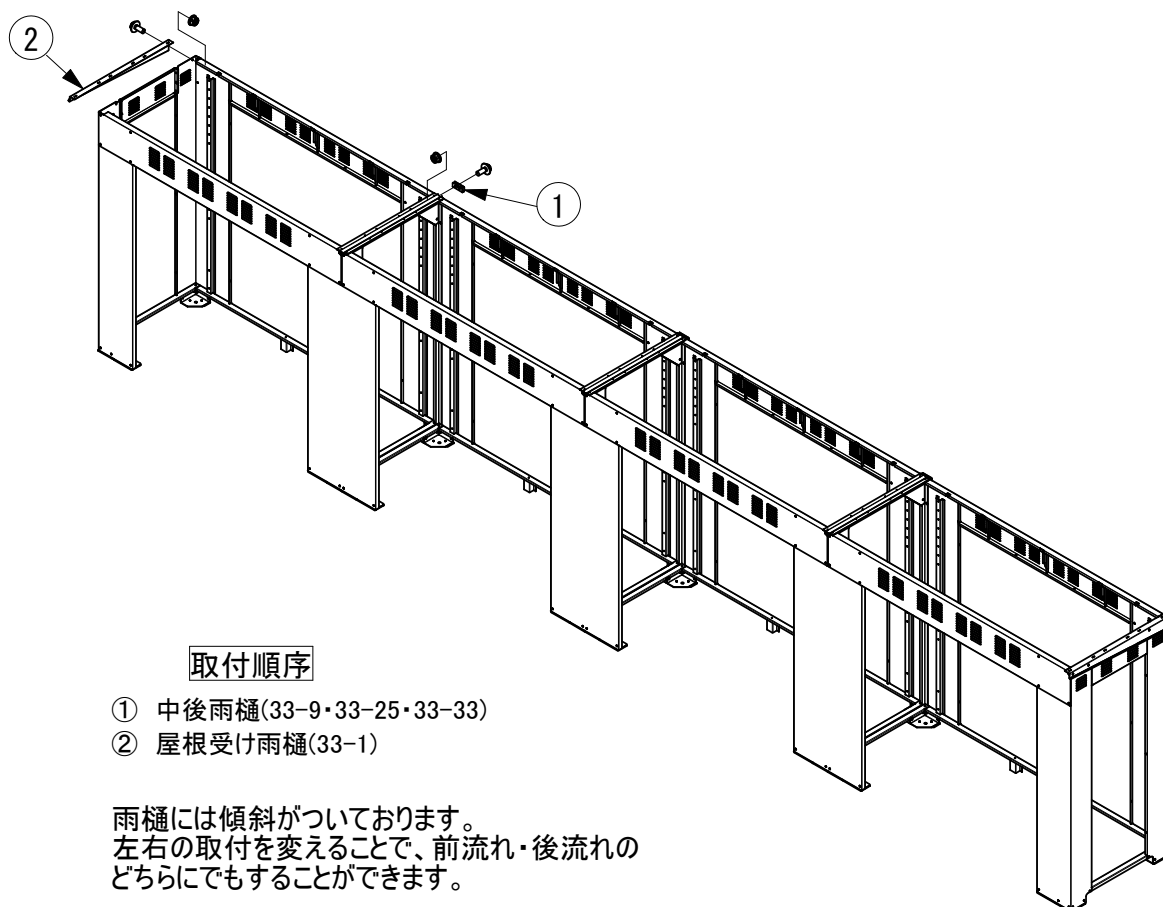 ②
①
取付順序
① 中後雨樋(33-9・33-25・33-33)
② 屋根受け雨樋(33-1)
雨樋には傾斜がついております。
左右の取付を変えることで、前流れ・後流れの
どちらにでもすることができます。